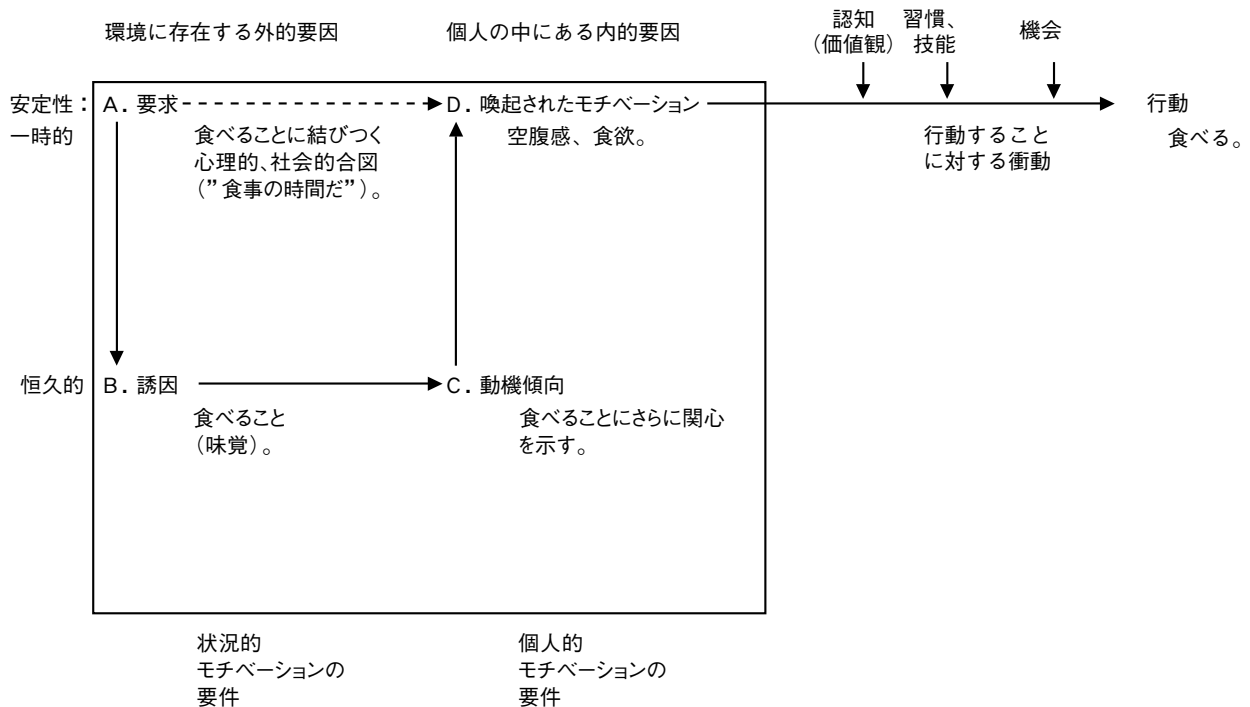 環境に存在する外的要因
個人の中にある内的要因
認知
(価値観)
習慣、
技能
機会
安定性:
一時的
A. 要求
食べることに結びつく
心理的、社会的合図
(”食事の時間だ”)。
D. 喚起されたモチベーション
空腹感、食欲。
行動すること
に対する衝動
行動
食べる。
恒久的
B. 誘因
食べること
(味覚)。
C. 動機傾向
食べることにさらに関心
を示す。
状況的
モチベーションの
要件
個人的
モチベーションの
要件